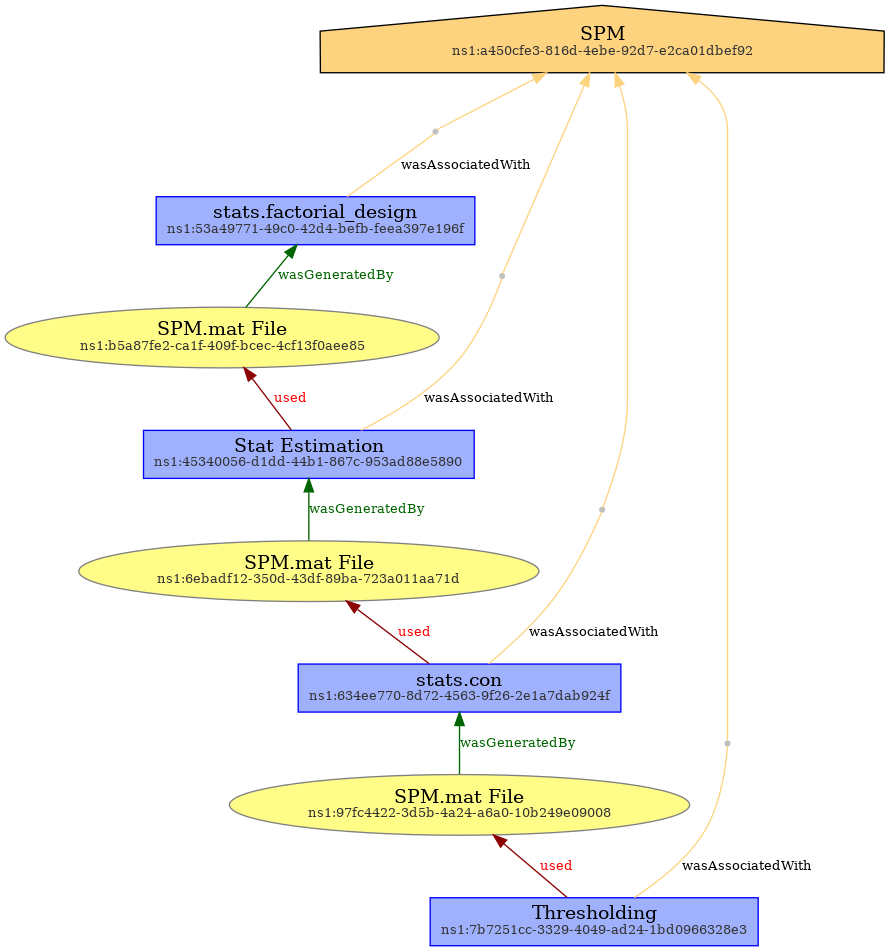 SPM
ns1:a450cfe3-816d-4ebe-92d7-e2ca01dbef92
wasAssociatedWith
stats.factorial_design
ns1:53a49771-49c0-42d4-befb-feea397e196f
wasGeneratedBy
SPM.mat File
ns1:b5a87fe2-ca1f-409f-bcec-4cf13f0aee85
used
wasAssociatedWith
Stat Estimation
ns1:45340056-d1dd-44b1-867c-953ad88e5890
wasGeneratedBy
SPM.mat File
ns1:6ebadf12-350d-43df-89ba-723a011aa71d
used
wasAssociatedWith
stats.con
ns1:634ee770-8d72-4563-9f26-2e1a7dab924f
wasGeneratedBy
SPM.mat File
ns1:97fc4422-3d5b-4a24-a6a0-10b249e09008
used
wasAssociatedWith
Thresholding
ns1:7b7251cc-3329-4049-ad24-1bd0966328e3